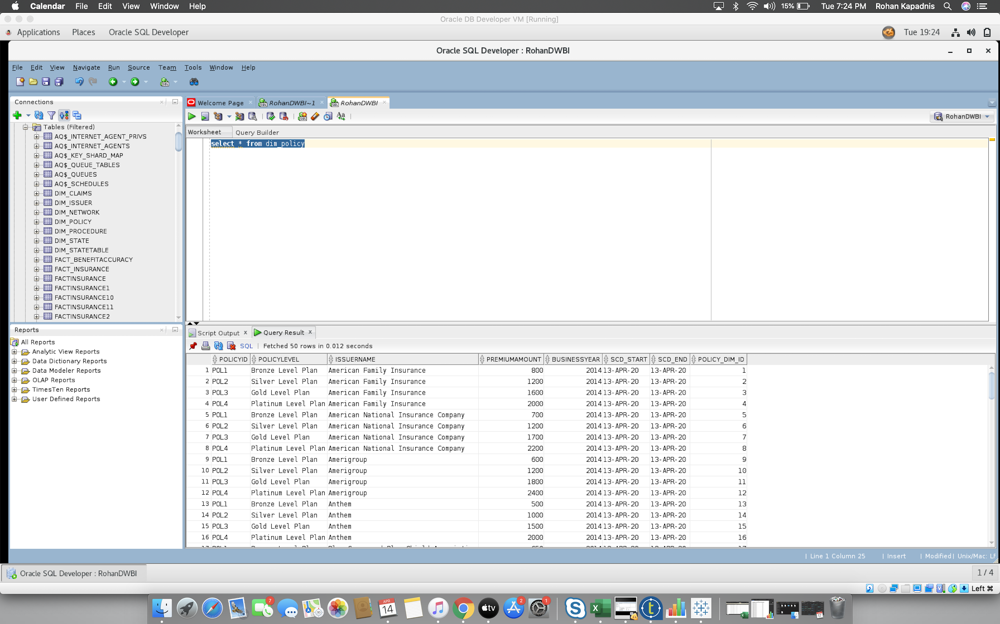 Calendar File Edit View Window Help 15% Tue 7:24 PM Rohan Kapadnis
Oracle DB Developer VM [Running]
Applications Places Oracle SQL Developer Tue 19:24
Oracle SQL Developer : RohanDWBI
File Edit View Navigate Run Source Team Tools Window Help
Connections
Tables (Filtered)
AQ$_INTERNET_AGENT_PRIVS
AQ$_INTERNET_AGENTS
AQ$_KEY_SHARD_MAP
AQ$_QUEUE_TABLES
AQ$_QUEUES
AQ$_SCHEDULES
DIM_CLAIMS
DIM_ISSUER
DIM_NETWORK
DIM_POLICY
DIM_PROCEDURE
DIM_STATE
DIM_STATETABLE
FACT_BENEFITACCURACY
FACT_INSURANCE
FACTINSURANCE
FACTINSURANCE1
FACTINSURANCE10
FACTINSURANCE11
FACTINSURANCE2
Reports
All Reports
Analytic View Reports
Data Dictionary Reports
Data Modeler Reports
OLAP Reports
TimesTen Reports
User Defined Reports
Welcome Page RohanDWBI~1 RohanDWBI
RohanDWBI
Worksheet Query Builder
select * from dim_policy
Script Output Query Result
SQL | Fetched 50 rows in 0.012 seconds
POLICYID POLICYLEVEL ISSUERNAME PREMIUMAMOUNT BUSINESSYEAR SCD_START SCD_END POLICY_DIM_ID
1 POL1 Bronze Level Plan American Family Insurance 800 2014 13-APR-20 13-APR-20 1
2 POL2 Silver Level Plan American Family Insurance 1200 2014 13-APR-20 13-APR-20 2
3 POL3 Gold Level Plan American Family Insurance 1600 2014 13-APR-20 13-APR-20 3
4 POL4 Platinum Level Plan American Family Insurance 2000 2014 13-APR-20 13-APR-20 4
5 POL1 Bronze Level Plan American National Insurance Company 700 2014 13-APR-20 13-APR-20 5
6 POL2 Silver Level Plan American National Insurance Company 1200 2014 13-APR-20 13-APR-20 6
7 POL3 Gold Level Plan American National Insurance Company 1700 2014 13-APR-20 13-APR-20 7
8 POL4 Platinum Level Plan American National Insurance Company 2200 2014 13-APR-20 13-APR-20 8
9 POL1 Bronze Level Plan Amerigroup 600 2014 13-APR-20 13-APR-20 9
10 POL2 Silver Level Plan Amerigroup 1200 2014 13-APR-20 13-APR-20 10
11 POL3 Gold Level Plan Amerigroup 1800 2014 13-APR-20 13-APR-20 11
12 POL4 Platinum Level Plan Amerigroup 2400 2014 13-APR-20 13-APR-20 12
13 POL1 Bronze Level Plan Anthem 500 2014 13-APR-20 13-APR-20 13
14 POL2 Silver Level Plan Anthem 1000 2014 13-APR-20 13-APR-20 14
15 POL3 Gold Level Plan Anthem 1500 2014 13-APR-20 13-APR-20 15
16 POL4 Platinum Level Plan Anthem 2000 2014 13-APR-20 13-APR-20 16
| Line 1 Column 25 | Insert | Modified | Unix/Mac: LF
Oracle SQL Developer : RohanDWBI 1 / 4
Left ⌘
7 APR 14 tv 2 1